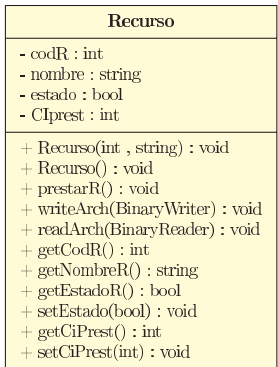 Recurso
- codR : int
- nombre : string
- estado : bool
- CIprest : int
+ Recurso(int , string) : void
+ Recurso() : void
+ prestarR() : void
+ writeArch(BinaryWriter) : void
+ readArch(BinaryReader) : void
+ getCodR() : int
+ getNombreR() : string
+ getEstadoR() : bool
+ setEstado(bool) : void
+ getCiPrest() : int
+ setCiPrest(int) : void